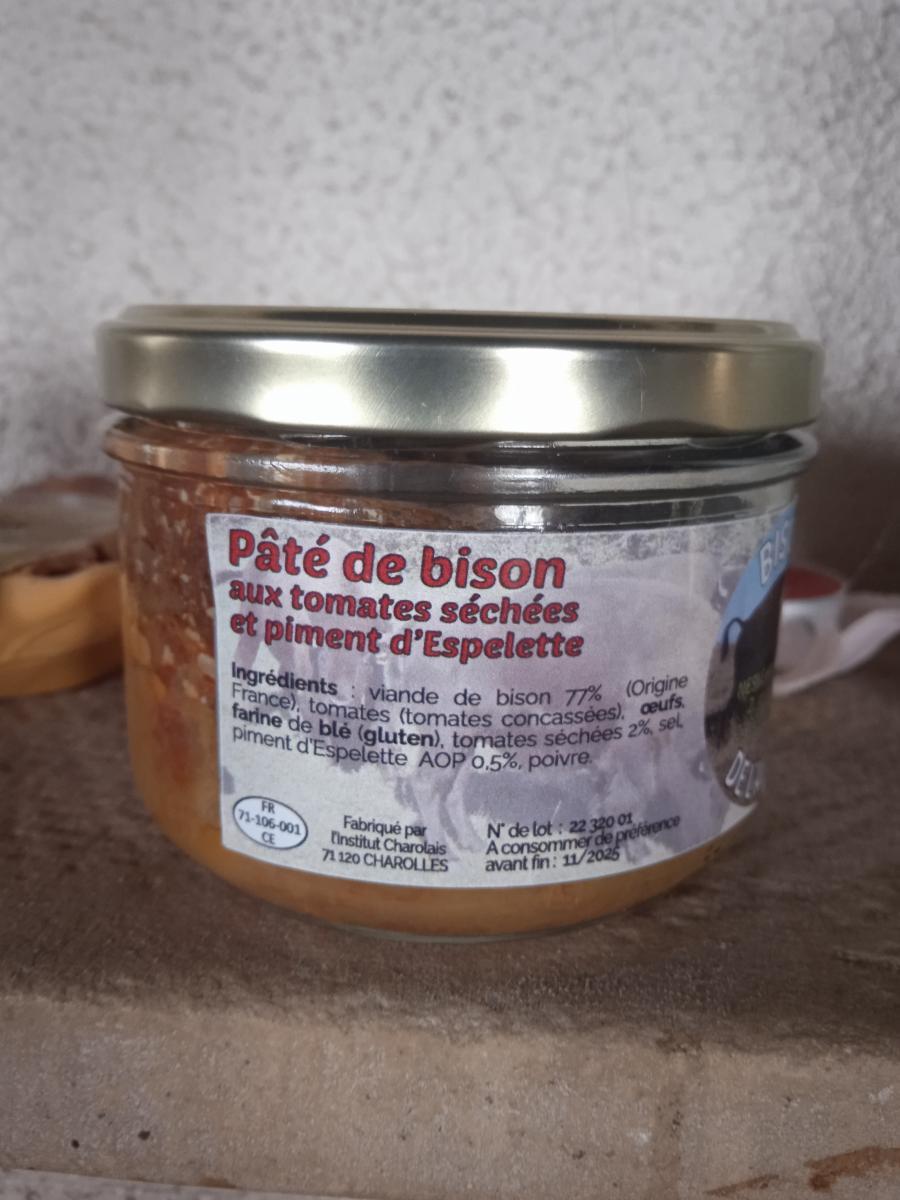 Pâté de bison
aux tomates séchées
et piment d'Espelette
Ingrédients : viande de bison 77% (Origine
France), tomates (tomates concassées), œufs,
farine de blé (gluten), tomates séchées 2%, sel,
piment d'Espelette AOP 0,5%, poivre.
FR
71-106-001
CE
Fabriqué par
l'Institut Charolais
71 120 CHAROLLES
N° de lot : 22 320 01
A consommer de préférence
avant fin : 11/2025